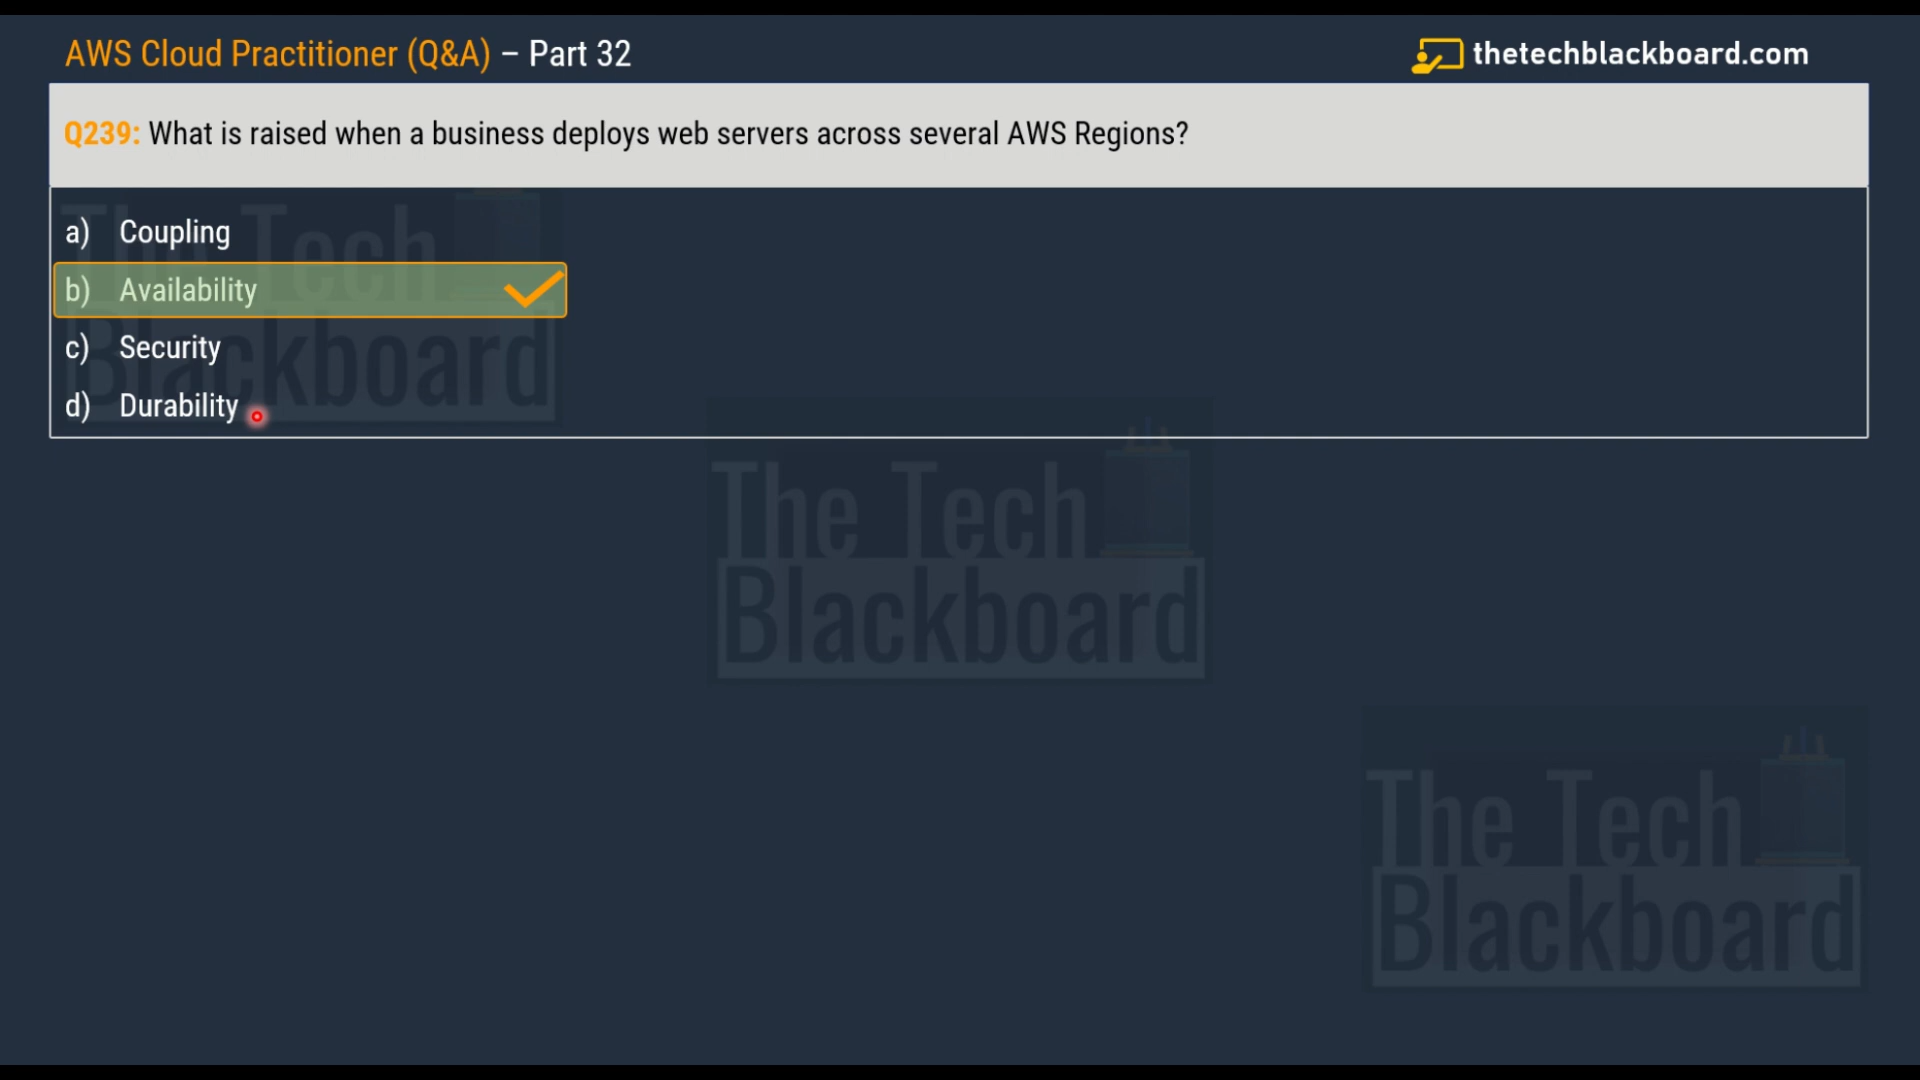 AWS Cloud Practitioner (Q&A) – Part 32
thetechblackboard.com
Q239: What is raised when a business deploys web servers across several AWS Regions?
a) Coupling
b) Availability
c) Security
d) Durability
The Tech
Blackboard
The Tech
Blackboard
The Tech
Blackboard